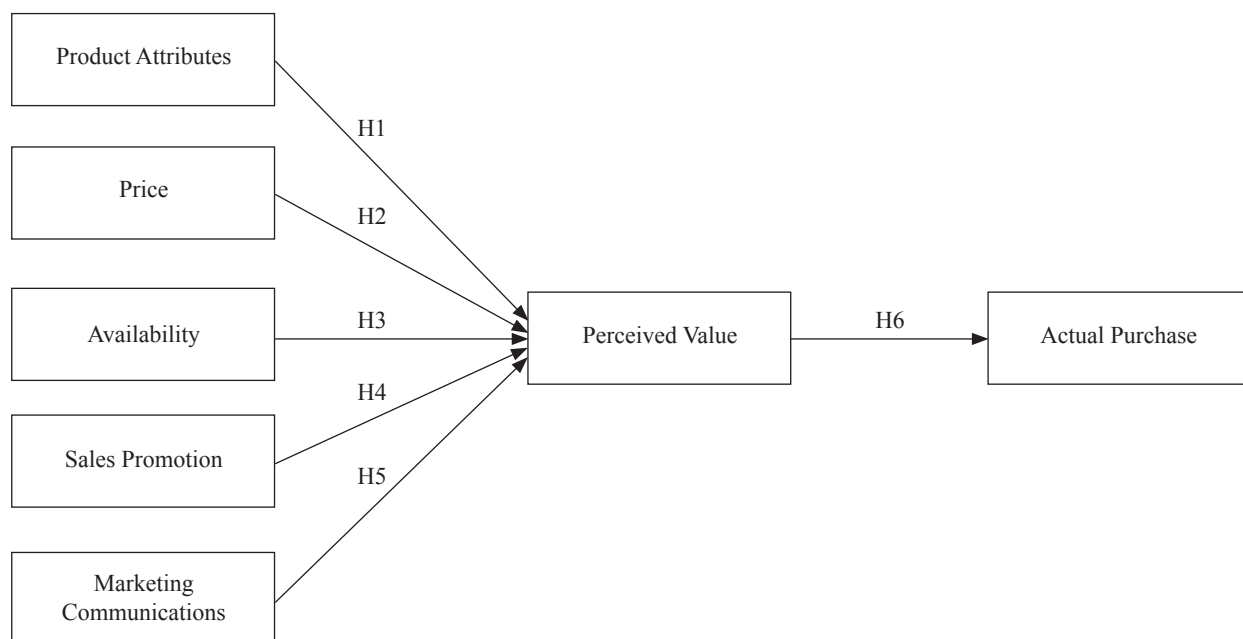 Product Attributes
H1
Price
H2
Availability
H3
Perceived Value
H6
Actual Purchase
H4
Sales Promotion
H5
Marketing
Communications